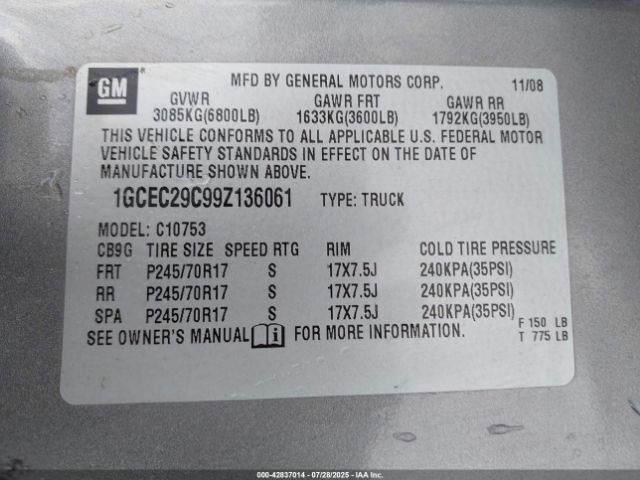 GM
MFD BY GENERAL MOTORS CORP. 11/08
GVWR GAWR FRT GAWR RR
3085KG(6800LB) 1633KG(3600LB) 1792KG(3950LB)
THIS VEHICLE CONFORMS TO ALL APPLICABLE U.S. FEDERAL MOTOR
VEHICLE SAFETY STANDARDS IN EFFECT ON THE DATE OF
MANUFACTURE SHOWN ABOVE.
1GCEC29C99Z136061 TYPE: TRUCK
MODEL: C10753
CB9G TIRE SIZE SPEED RTG RIM COLD TIRE PRESSURE
FRT P245/70R17 S 17X7.5J 240KPA(35PSI)
RR P245/70R17 S 17X7.5J 240KPA(35PSI)
SPA P245/70R17 S 17X7.5J 240KPA(35PSI)
SEE OWNER'S MANUAL FOR MORE INFORMATION.
F 150 LB
T 775 LB
000-42837014 | 07/28/2025 - IAA Inc.